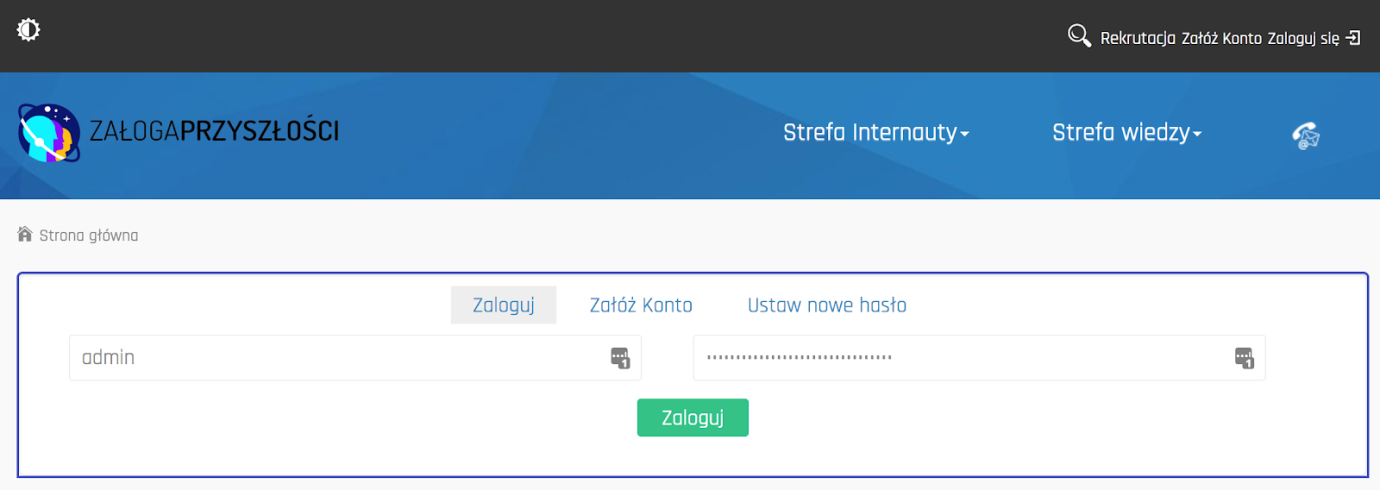 Rekrutacja Załóż Konto Zaloguj się
ZAŁOGAPRZYSZŁOŚCI
Strefa Internauty
Strefa wiedzy
Strona główna
Zaloguj
Załóż Konto
Ustaw nowe hasło
admin
································
Zaloguj